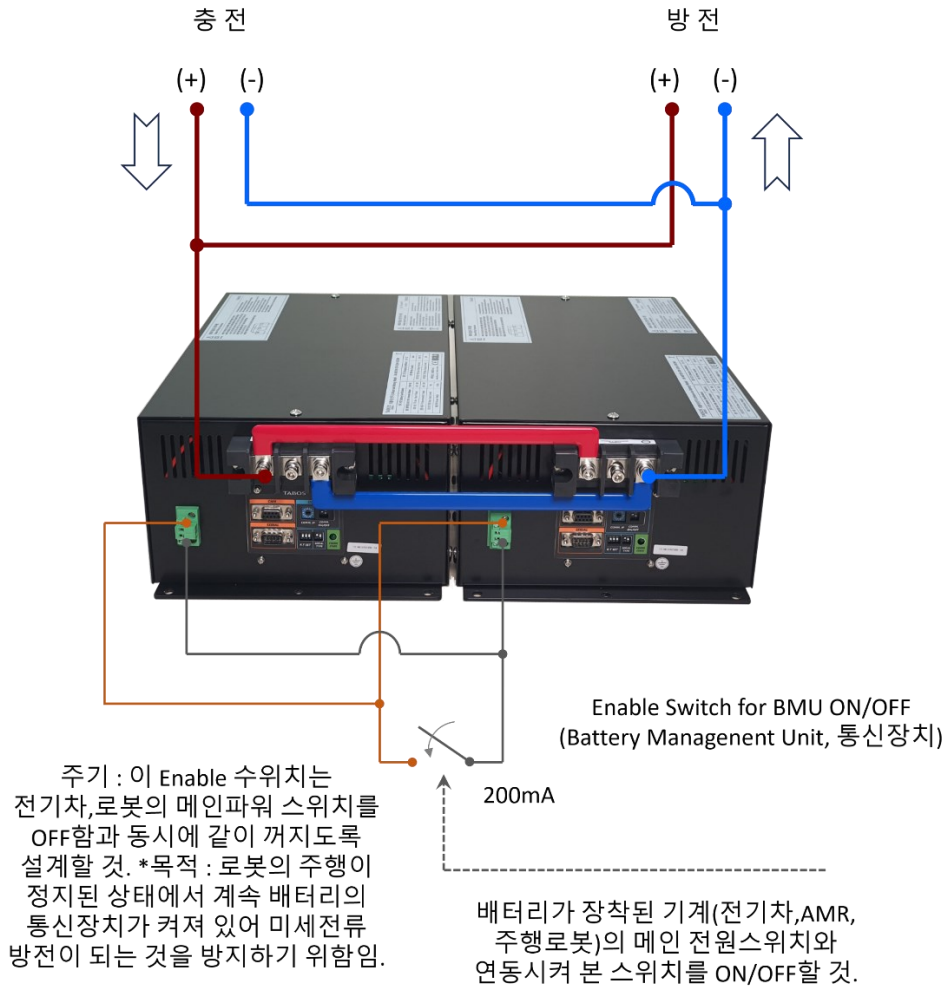 충 전
방 전
(+)
(-)
(+)
(-)
TABOS
Enable Switch for BMU ON/OFF
(Battery Managenent Unit, 통신장치)
200mA
주기 : 이 Enable 수위치는
전기차,로봇의 메인파워 스위치를
OFF함과 동시에 같이 꺼지도록
설계할 것. *목적 : 로봇의 주행이
정지된 상태에서 계속 배터리의
통신장치가 켜져 있어 미세전류
방전이 되는 것을 방지하기 위함임.
배터리가 장착된 기계(전기차,AMR,
주행로봇)의 메인 전원스위치와
연동시켜 본 스위치를 ON/OFF할 것.